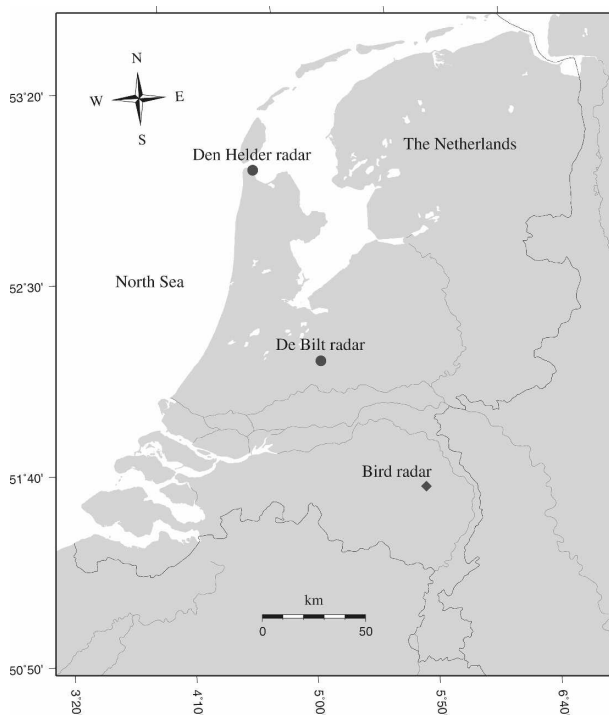 N
53°20'
W E
S
Den Helder radar
The Netherlands
52°30'
North Sea
De Bilt radar
51°40'
Bird radar
km
0 50
50°50'
3°20 4°10 5°00 5°50 6°40